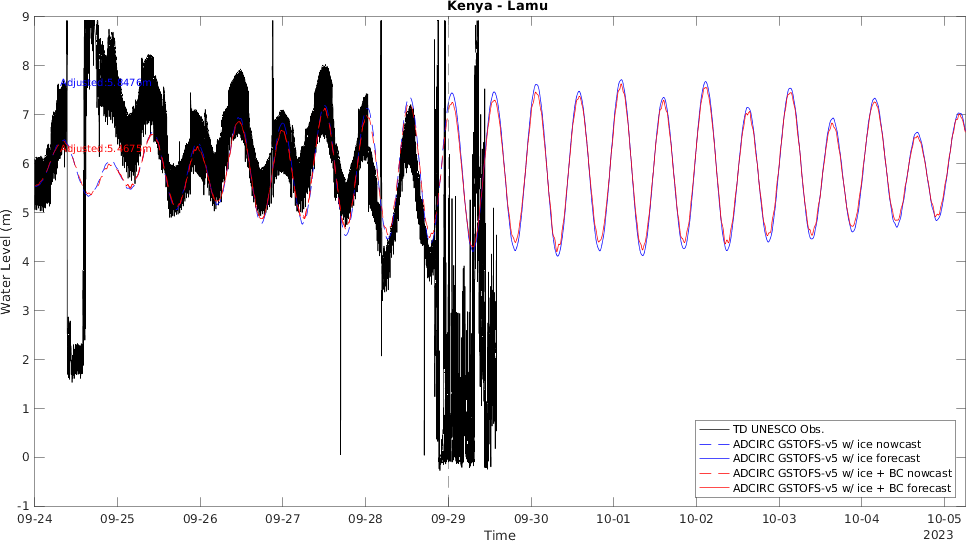 Kenya - Lamu
9
8
7
6
5
4
3
2
1
0
-1
Water Level (m)
Adjusted:5.8476m
Adjusted:5.4675m
TD UNESCO Obs.
ADCIRC GSTOFS-v5 w/ ice nowcast
ADCIRC GSTOFS-v5 w/ ice forecast
ADCIRC GSTOFS-v5 w/ ice + BC nowcast
ADCIRC GSTOFS-v5 w/ ice + BC forecast
09-24 09-25 09-26 09-27 09-28 09-29 09-30 10-01 10-02 10-03 10-04 10-05
Time
2023